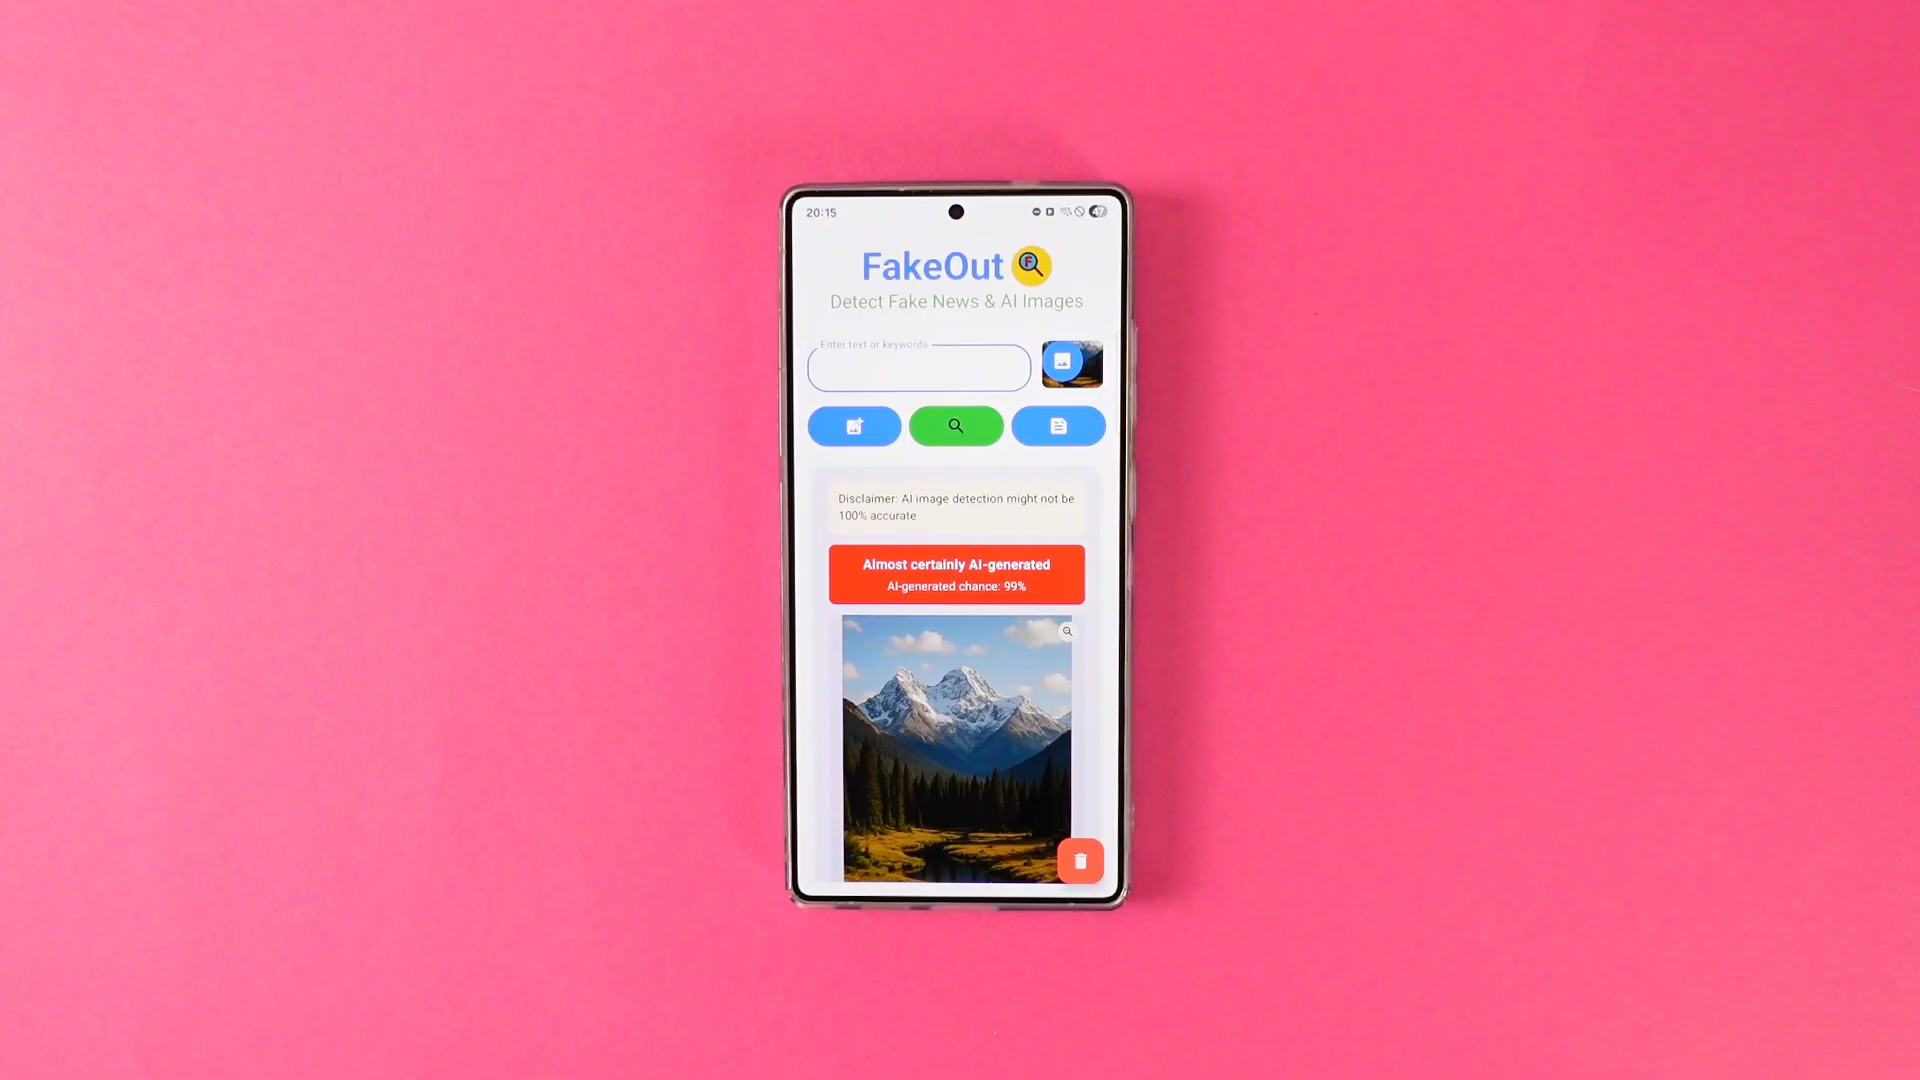 20:15
47
FakeOut F
Detect Fake News & AI Images
Enter text or keywords
Disclaimer: AI image detection might not be
100% accurate
Almost certainly AI-generated
AI-generated chance: 99%